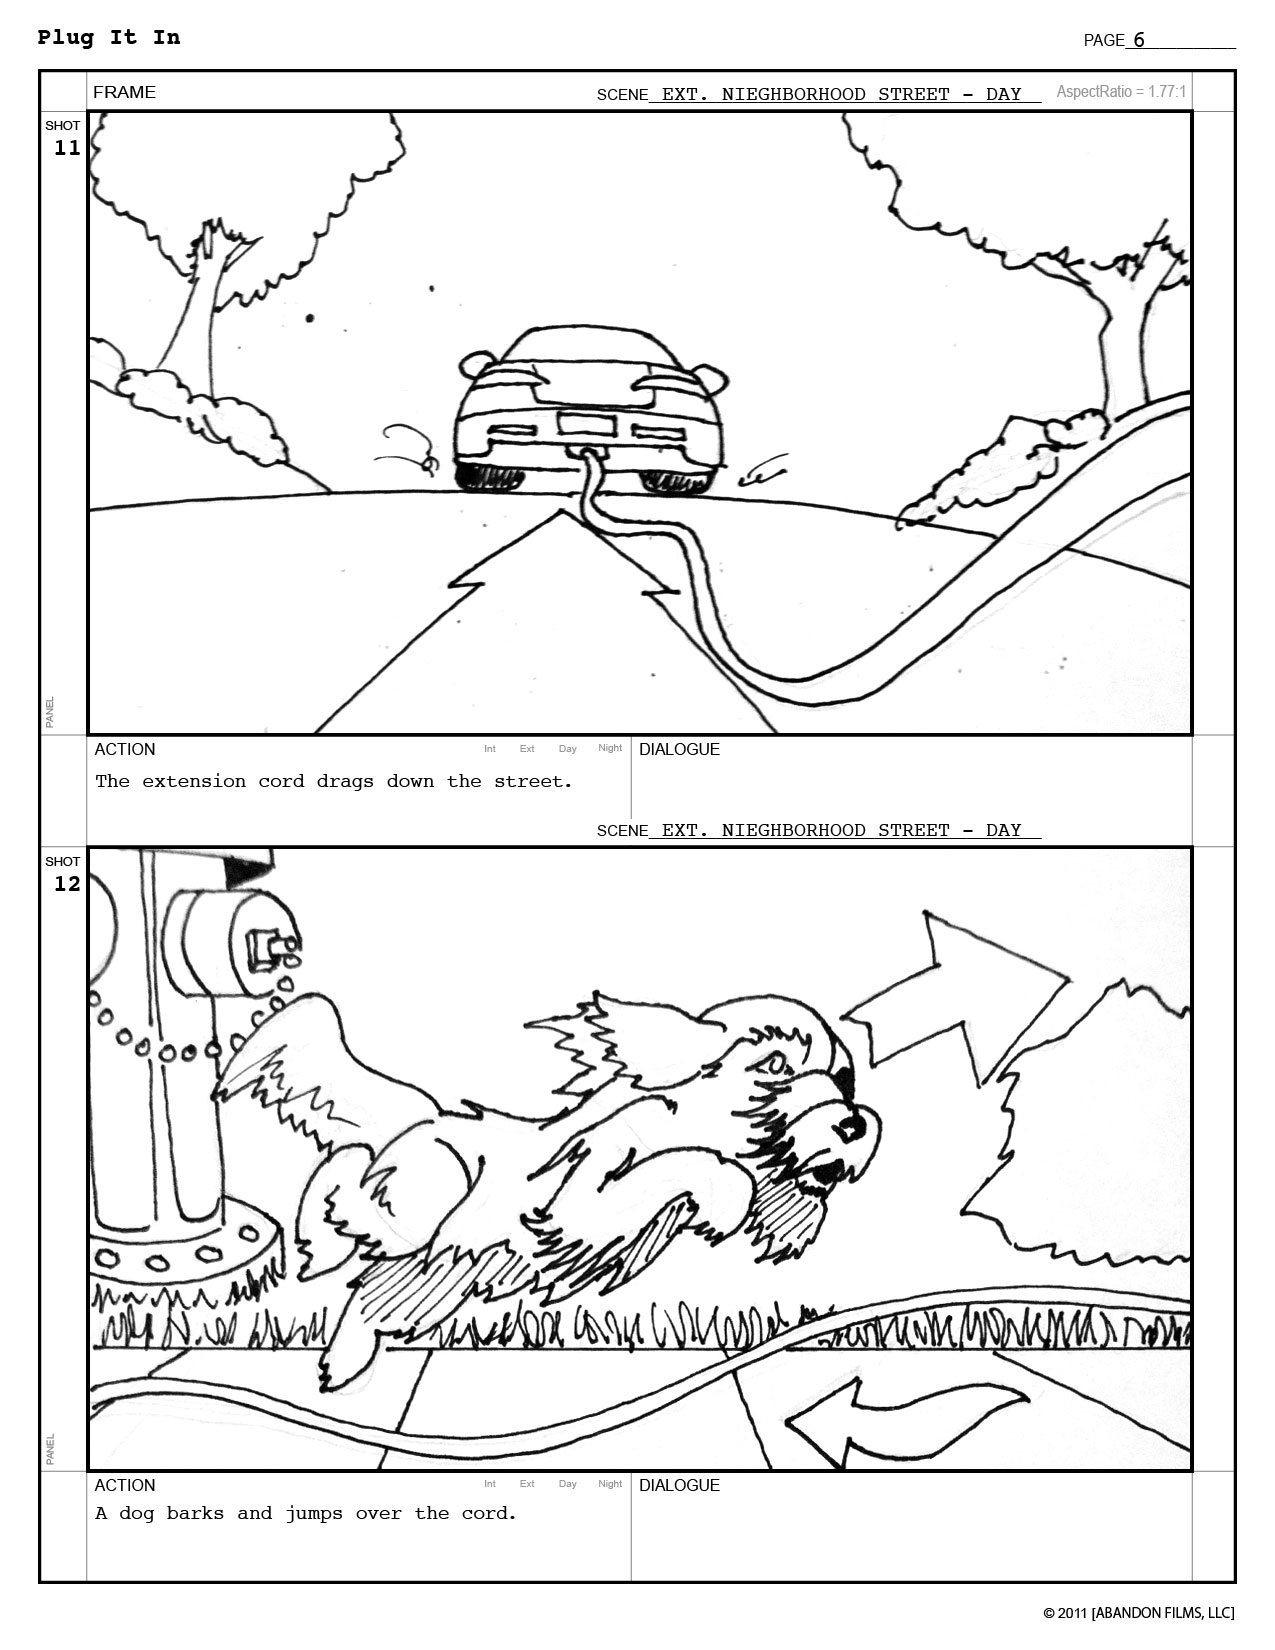 Plug It In
PAGE 6
FRAME
SCENE EXT. NIEGHBORHOOD STREET - DAY
AspectRatio = 1.77:1
SHOT
11
PANEL
ACTION
Int Ext Day Night
DIALOGUE
The extension cord drags down the street.
SCENE EXT. NIEGHBORHOOD STREET - DAY
SHOT
12
PANEL
ACTION
Int Ext Day Night
DIALOGUE
A dog barks and jumps over the cord.
© 2011 [ABANDON FILMS, LLC]